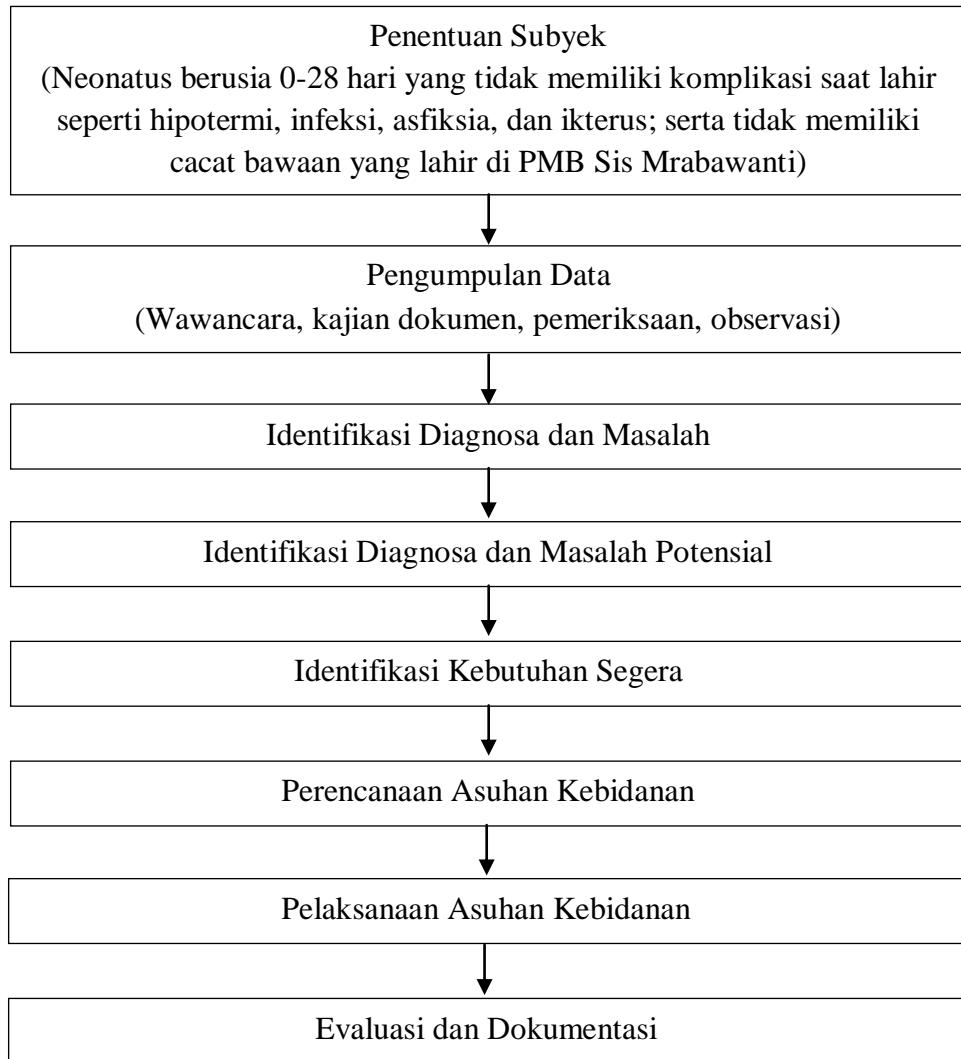 Penentuan Subyek
(Neonatus berusia 0-28 hari yang tidak memiliki komplikasi saat lahir
seperti hipotermi, infeksi, asfiksia, dan ikterus; serta tidak memiliki
cacat bawaan yang lahir di PMB Sis Mrabawanti)
Pengumpulan Data
(Wawancara, kajian dokumen, pemeriksaan, observasi)
Identifikasi Diagnosa dan Masalah
Identifikasi Diagnosa dan Masalah Potensial
Identifikasi Kebutuhan Segera
Perencanaan Asuhan Kebidanan
Pelaksanaan Asuhan Kebidanan
Evaluasi dan Dokumentasi